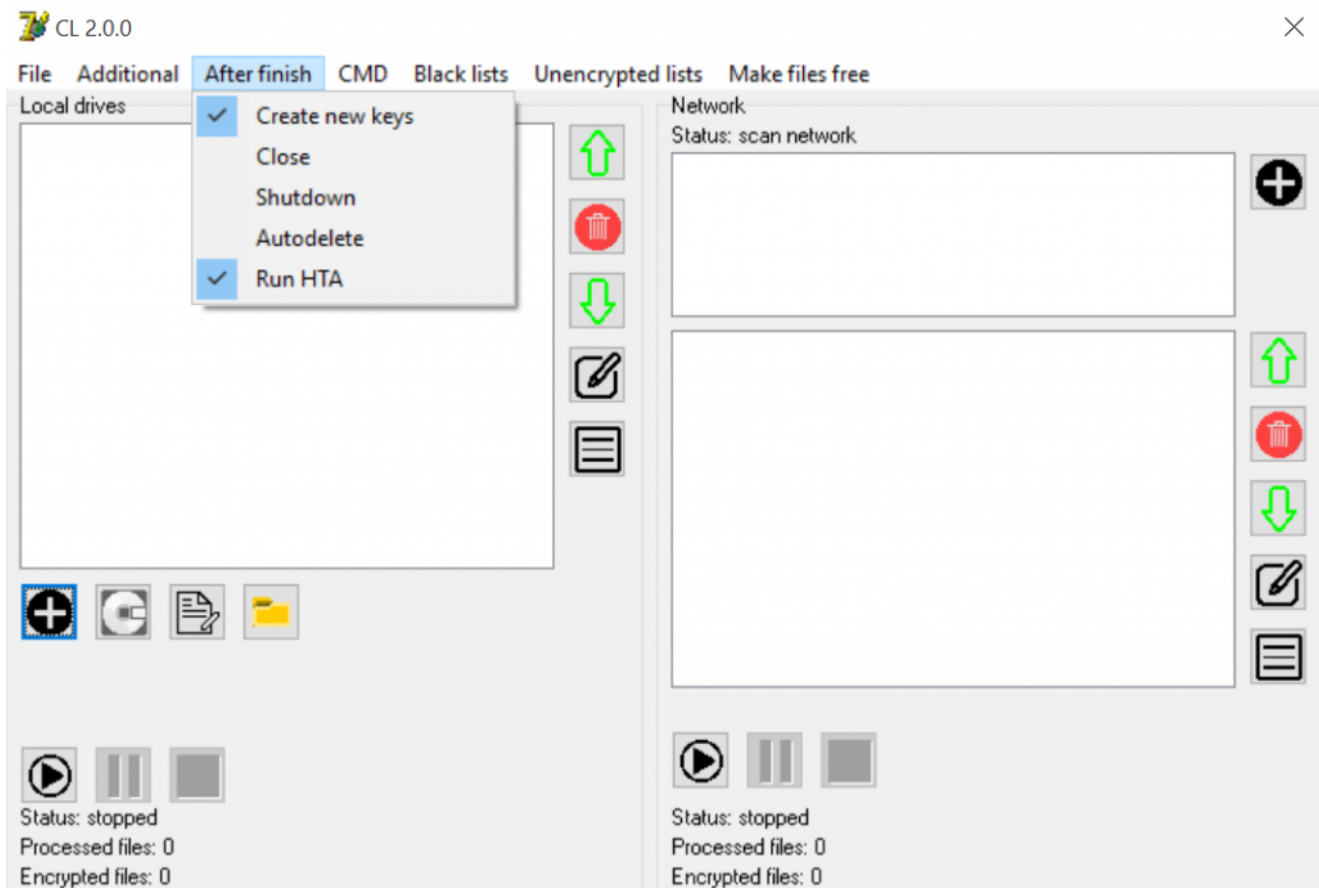 CL 2.0.0
File Additional After finish CMD Black lists Unencrypted lists Make files free
Local drives
Create new keys
Close
Shutdown
Autodelete
Run HTA
Status: stopped
Processed files: 0
Encrypted files: 0
Network
Status: scan network
Status: stopped
Processed files: 0
Encrypted files: 0